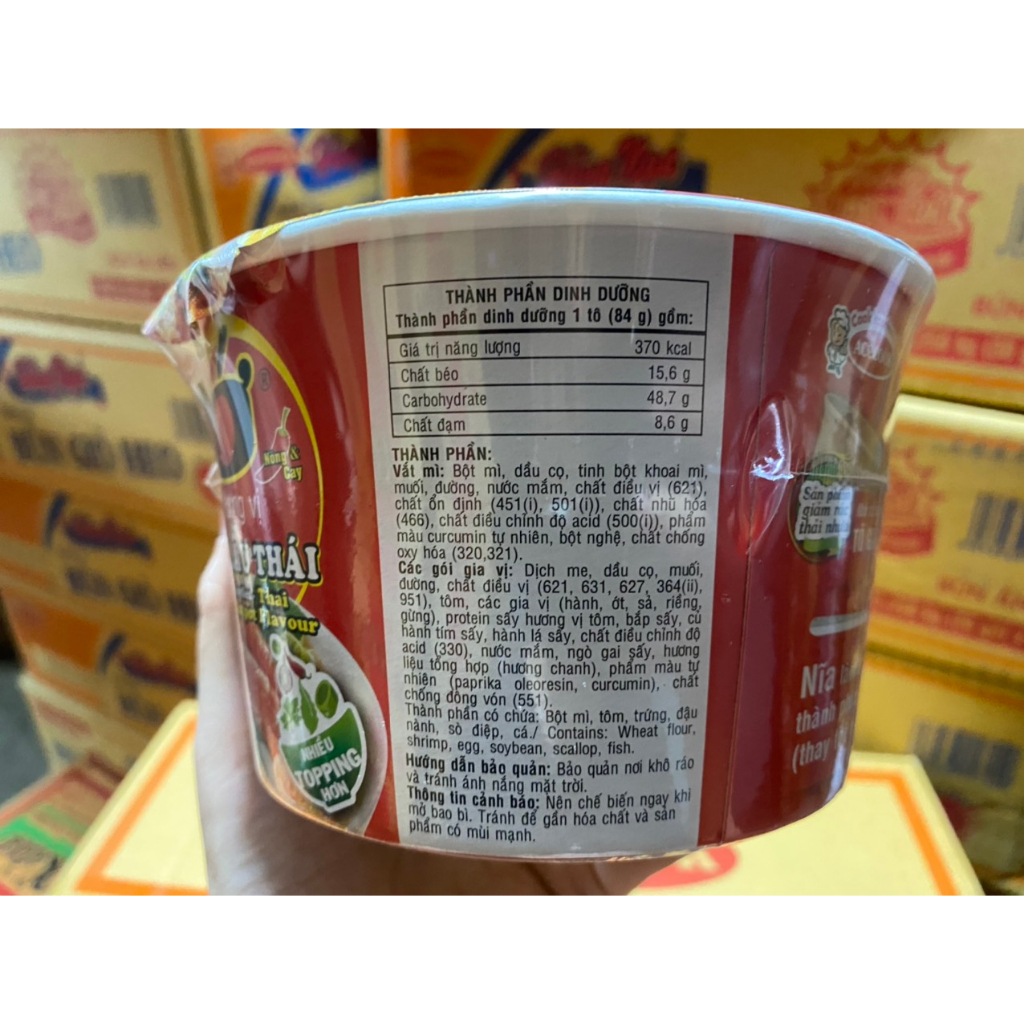 THÀNH PHẦN DINH DƯỠNG
Thành phần dinh dưỡng 1 tô (84 g) gồm:
Giá trị năng lượng 370 kcal
Chất béo 15,6 g
Carbohydrate 48,7 g
Chất đạm 8,6 g
THÀNH PHẦN:
Vắt mì: Bột mì, dầu cọ, tinh bột khoai mì,
muối, đường, nước mắm, chất điều vị (621),
chất ổn định (451(i), 501(i)), chất nhũ hóa
(466), chất điều chỉnh độ acid (500(i)), phẩm
màu curcumin tự nhiên, bột nghệ, chất chống
oxy hóa (320,321).
Các gói gia vị: Dịch me, dầu cọ, muối,
đường, chất điều vị (621, 631, 627, 364(ii),
951), tôm, các gia vị (hành, ớt, sả, riềng,
gừng), protein sấy hương vị tôm, bắp sấy, củ
hành tím sấy, hành lá sấy, chất điều chỉnh độ
acid (330), nước mắm, ngò gai sấy, hương
liệu tổng hợp (hương chanh), phẩm màu tự
nhiên (paprika oleoresin, curcumin), chất
chống đông vón (551).
Thành phần có chứa: Bột mì, tôm, trứng, đậu
nành, sò điệp, cá./ Contains: Wheat flour,
shrimp, egg, soybean, scallop, fish.
Hướng dẫn bảo quản: Bảo quản nơi khô ráo
và tránh ánh nắng mặt trời.
Thông tin cảnh báo: Nên chế biến ngay khi
mở bao bì. Tránh để gần hóa chất và sản
phẩm có mùi mạnh.
®
Nóng &
Cay
THÁI
Thai
Flavour
NHIỀU
TOPPING
HƠN
Sản
giảm
thải
Nĩa
thành
(thay